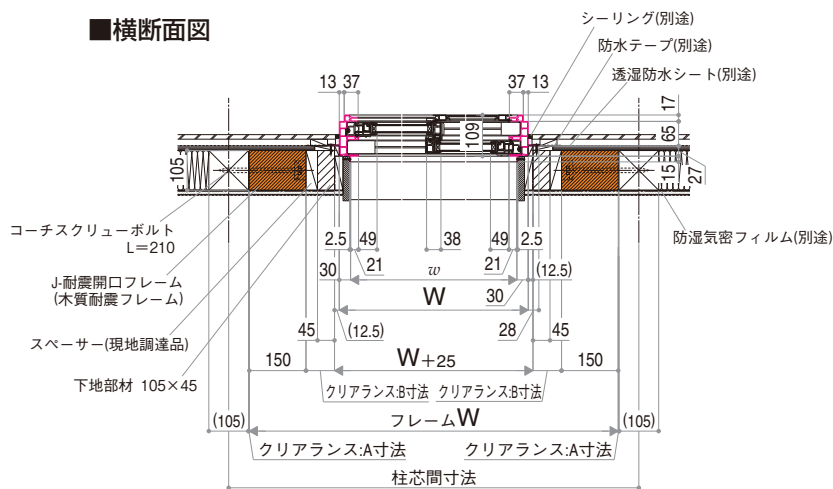 ■横断面図
シーリング(別途)
防水テープ(別途)
透湿防水シート(別途)
13 37
37 13
17
109
65
105
15
27
コーチスクリューボルト
L=210
防湿気密フィルム(別途)
2.5 49 38 49 2.5
21 21
30 w (12.5)
J-耐震開口フレーム
(木質耐震フレーム)
W 30
45 (12.5) 28 45
スペーサー(現地調達品)
150 W+25 150
下地部材 105×45
クリアランス:B寸法 クリアランス:B寸法
(105) フレームW (105)
クリアランス:A寸法 クリアランス:A寸法
柱芯間寸法